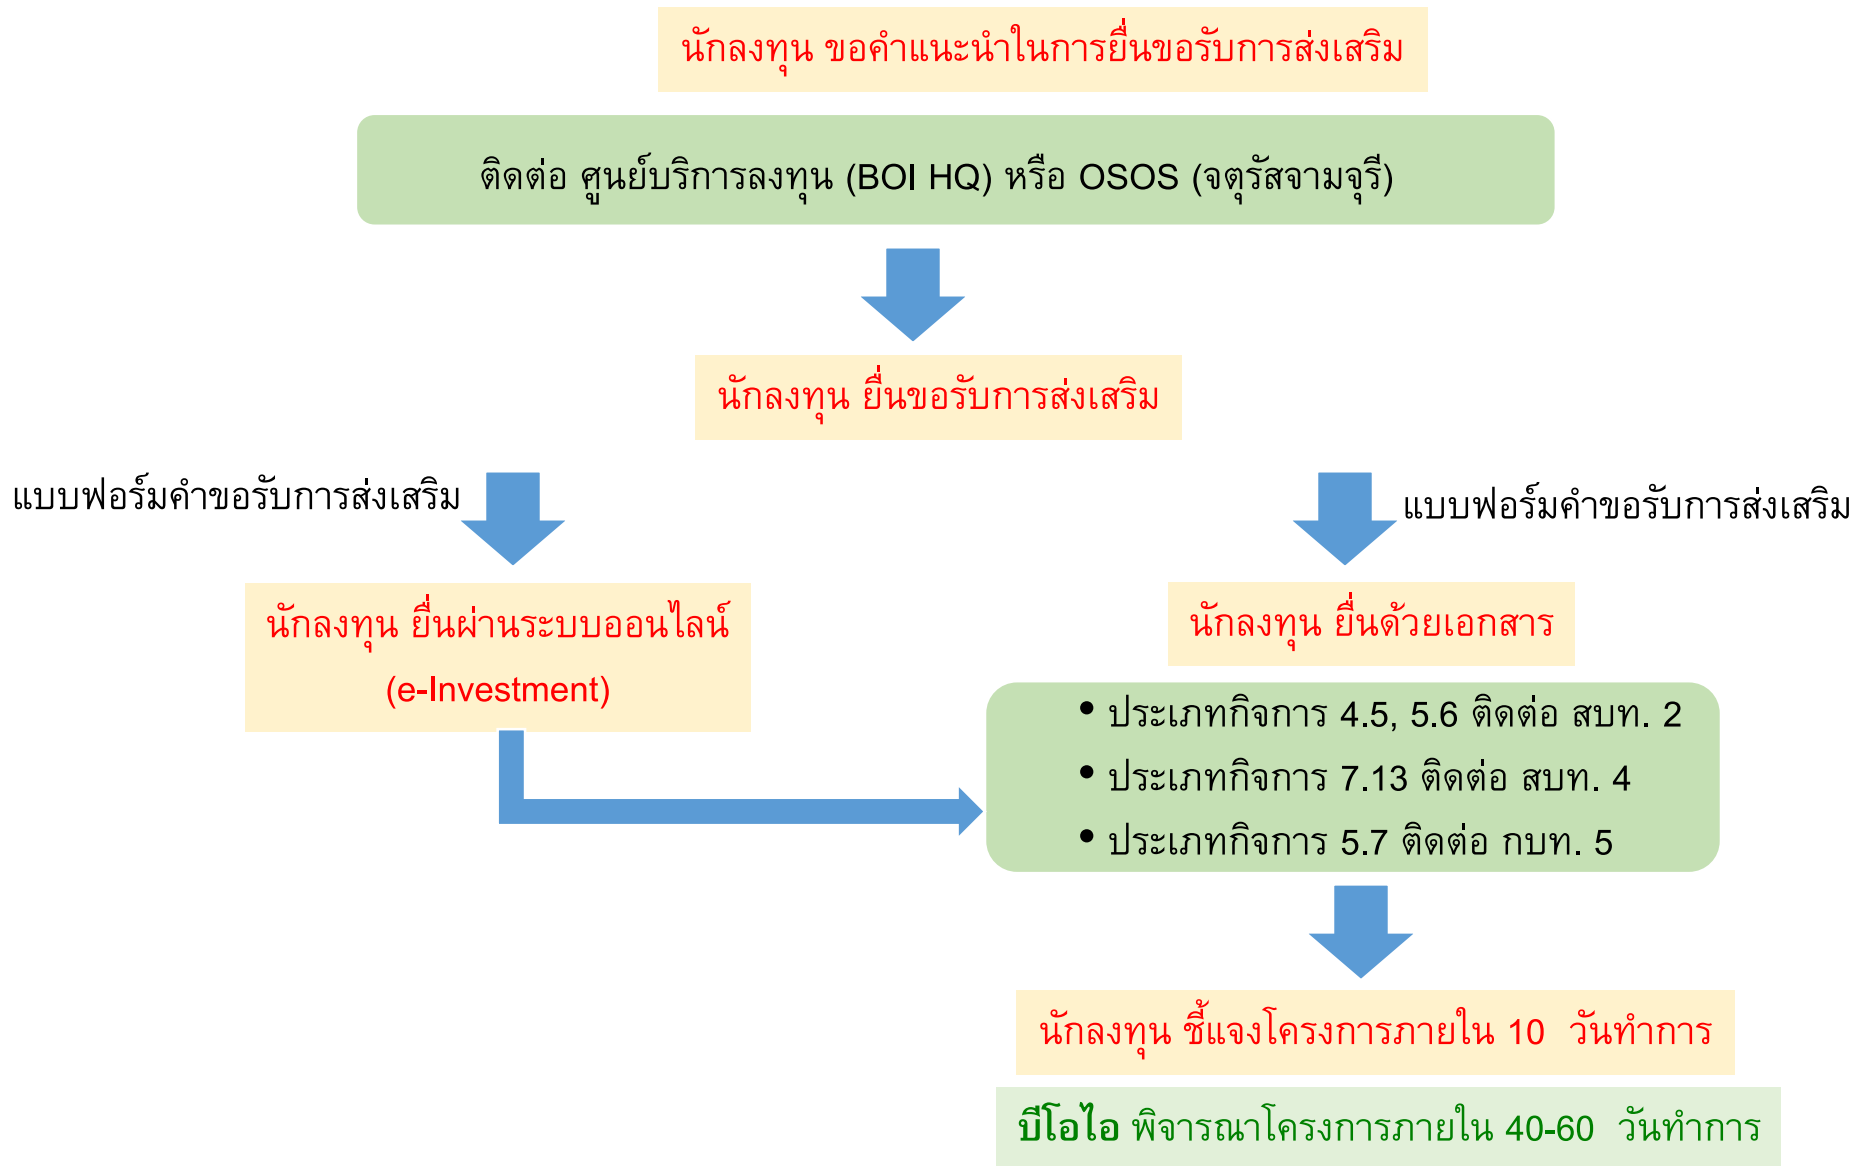 นักลงทุน ขอคำแนะนำในการยื่นขอรับการส่งเสริม
ติดต่อ ศูนย์บริการลงทุน (BOI HQ) หรือ OSOS (จตุรัสจามจุรี)
นักลงทุน ยื่นขอรับการส่งเสริม
แบบฟอร์มคำขอรับการส่งเสริม
แบบฟอร์มคำขอรับการส่งเสริม
นักลงทุน ยื่นผ่านระบบออนไลน์
(e-Investment)
นักลงทุน ยื่นด้วยเอกสาร
• ประเภทกิจการ 4.5, 5.6 ติดต่อ สบท. 2
• ประเภทกิจการ 7.13 ติดต่อ สบท. 4
• ประเภทกิจการ 5.7 ติดต่อ กบท. 5
นักลงทุน ชี้แจงโครงการภายใน 10 วันทำการ
บีโอไอ พิจารณาโครงการภายใน 40-60 วันทำการ